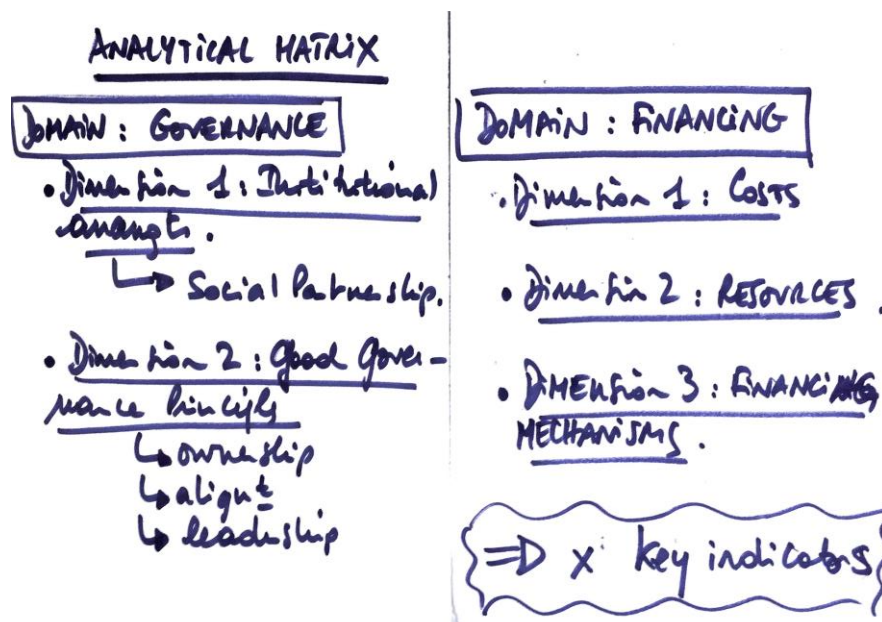 ANALYTICAL MATRIX
DOMAIN : GOVERNANCE
• Dimension 1 : Institutional
arrangts.
↳ Social Partnership.
• Dimension 2 : Good Gover-
nance Principls
↳ ownership
↳ alignt
↳ leadership
DOMAIN : FINANCING
• Dimension 1 : COSTS
• Dimension 2 : RESOURCES.
• DIMENSION 3 : FINANCING
MECHANISMS.
⇒ x key indicators